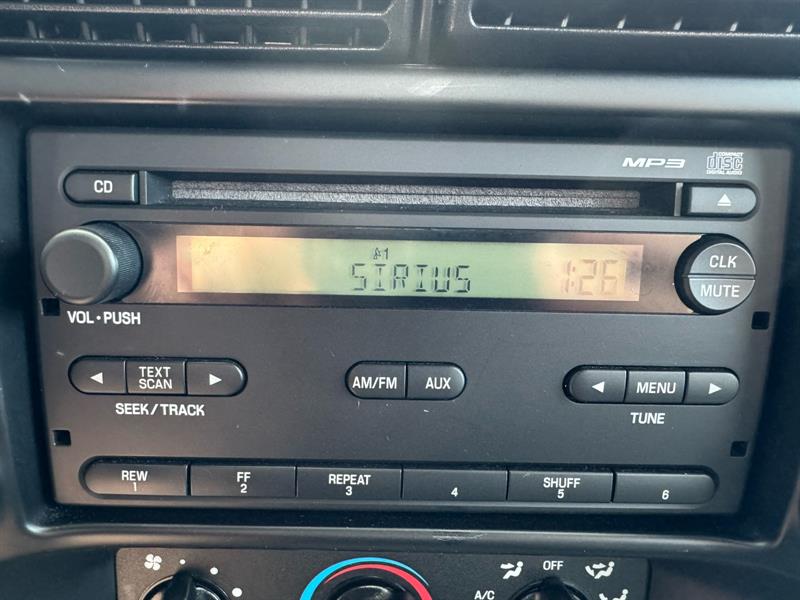 MP3
COMPACT
disc
DIGITAL AUDIO
CD
1
SIRIUS 1:26
CLK
MUTE
VOL • PUSH
TEXT
SCAN
SEEK / TRACK
AM/FM
AUX
MENU
TUNE
REW
1
FF
2
REPEAT
3
4
SHUFF
5
6
OFF
A/C